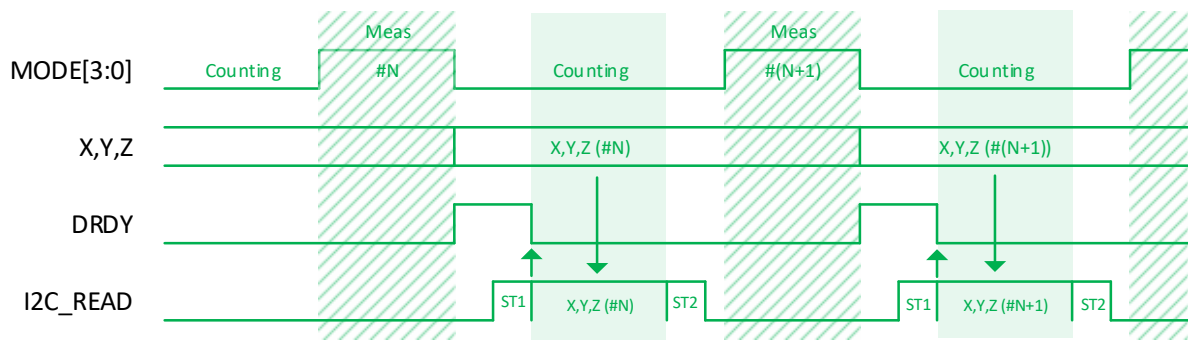 Meas Meas
MODE[3:0] Counting #N Counting #(N+1) Counting
X,Y,Z X,Y,Z (#N) X,Y,Z (#(N+1))
DRDY
I2C_READ ST1 X,Y,Z (#N) ST2 ST1 X,Y,Z (#N+1) ST2